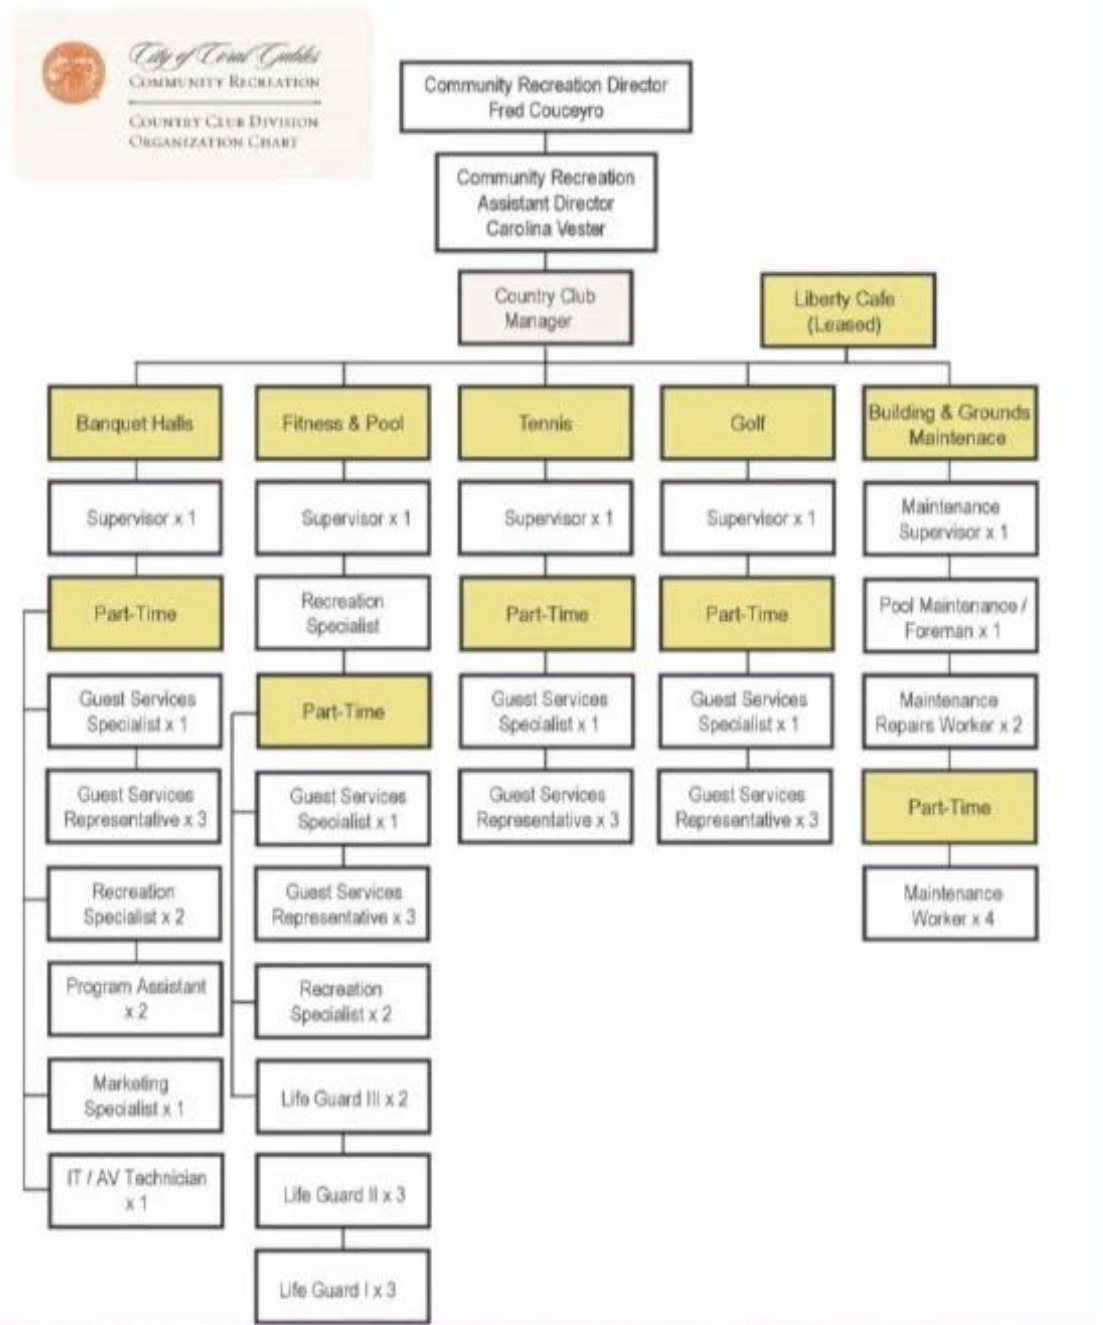 City of Coral Gables
COMMUNITY RECREATION
COUNTRY CLUB DIVISION
ORGANIZATION CHART
Community Recreation Director
Fred Couceyro
Community Recreation
Assistant Director
Carolina Vester
Country Club
Manager
Liberty Cafe
(Leased)
Banquet Halls
Supervisor x 1
Part-Time
Guest Services
Specialist x 1
Guest Services
Representative x 3
Recreation
Specialist x 2
Program Assistant
x 2
Marketing
Specialist x 1
IT / AV Technician
x 1
Fitness & Pool
Supervisor x 1
Recreation
Specialist
Part-Time
Guest Services
Specialist x 1
Guest Services
Representative x 3
Recreation
Specialist x 2
Life Guard III x 2
Life Guard II x 3
Life Guard I x 3
Tennis
Supervisor x 1
Part-Time
Guest Services
Specialist x 1
Guest Services
Representative x 3
Golf
Supervisor x 1
Part-Time
Guest Services
Specialist x 1
Guest Services
Representative x 3
Building & Grounds
Maintenace
Maintenance
Supervisor x 1
Pool Maintenance /
Foreman x 1
Maintenance
Repairs Worker x 2
Part-Time
Maintenance
Worker x 4